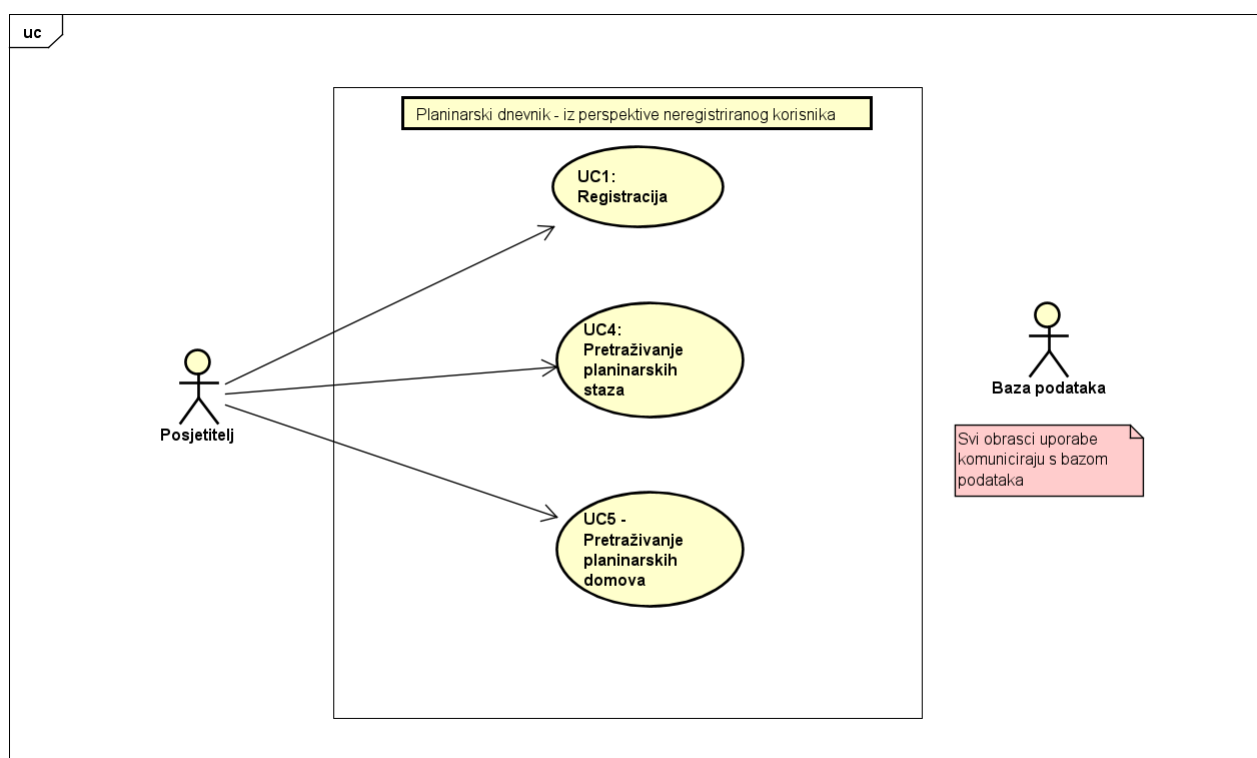 uc
Planinarski dnevnik - iz perspektive neregistriranog korisnika
UC1:
Registracija
UC4:
Pretraživanje
planinarskih
staza
UC5 -
Pretraživanje
planinarskih
domova
Posjetitelj
Baza podataka
Svi obrasci uporabe
komuniciraju s bazom
podataka